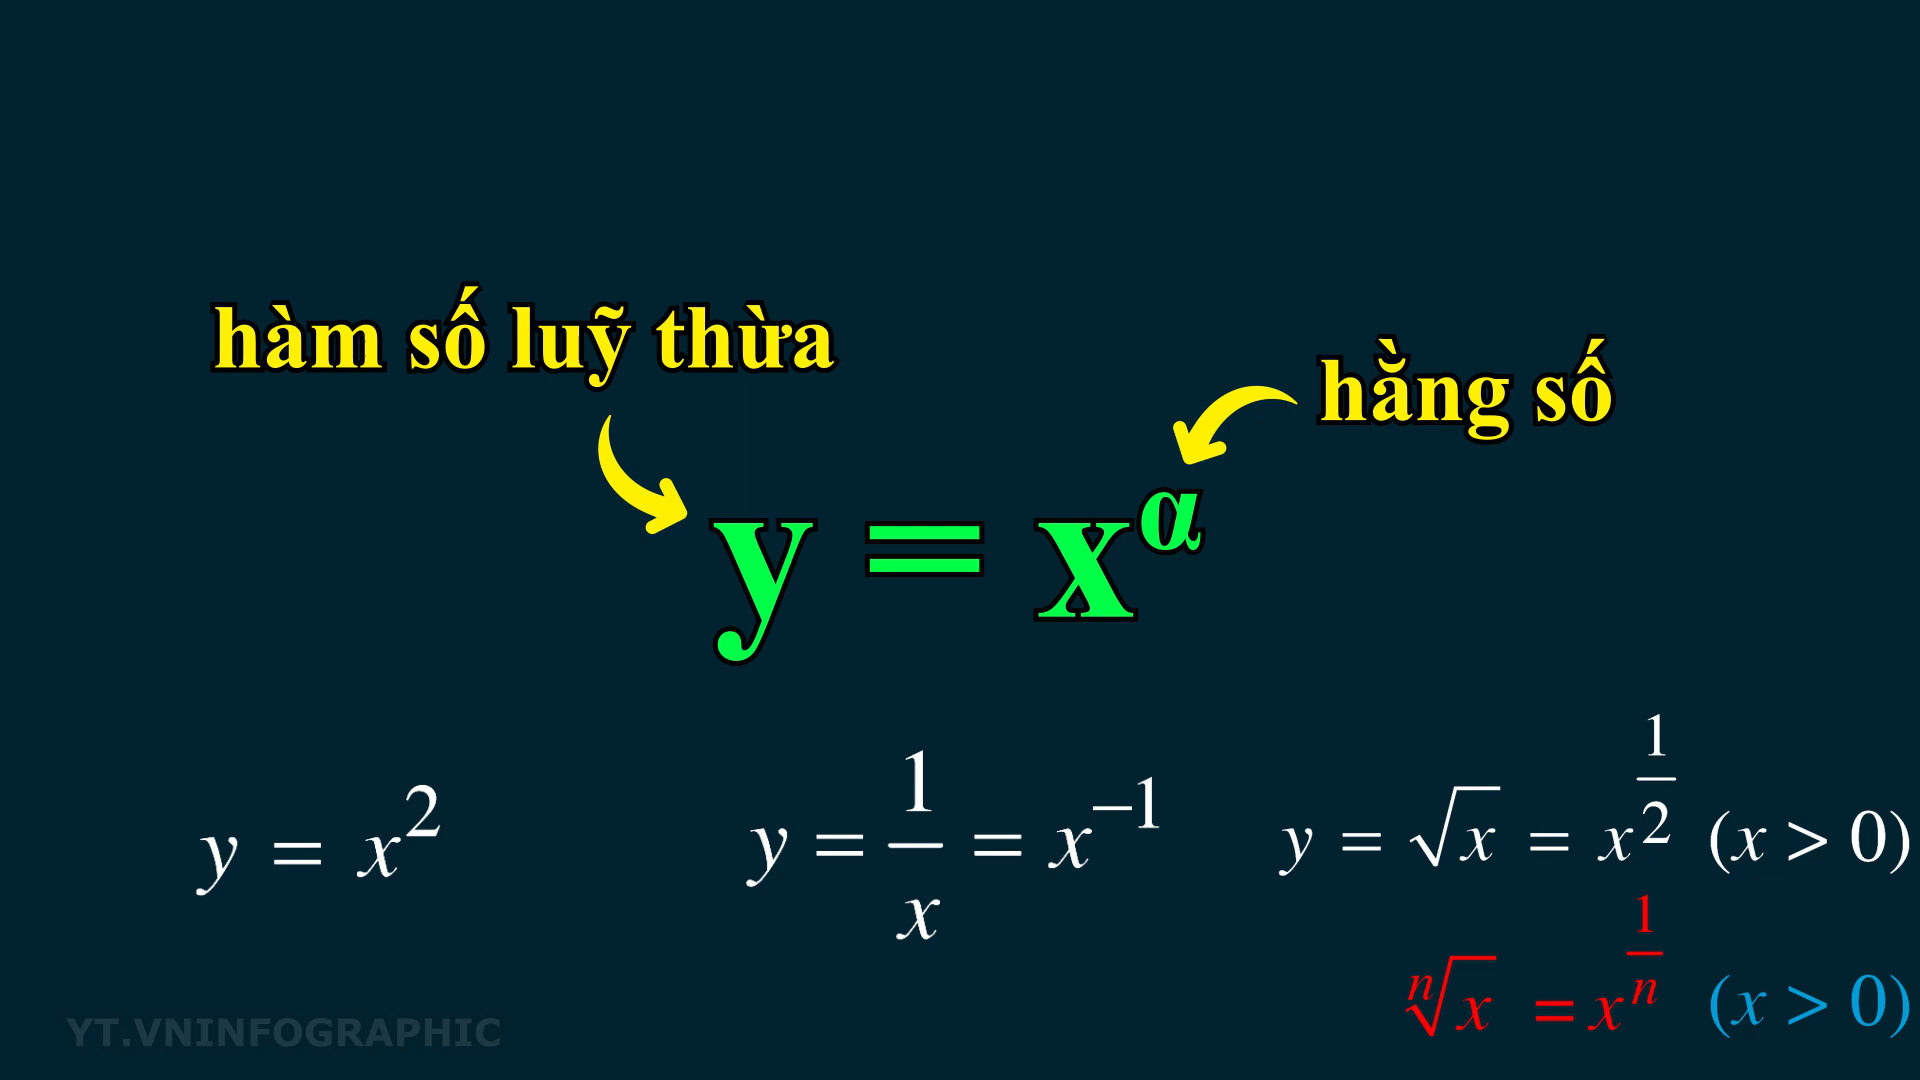 hàm số luỹ thừa
hằng số
y = x^α
y = x^2
y = 1/x = x^{-1}
y = √x = x^{1/2} (x > 0)
ⁿ√x = x^{1/n} (x > 0)
YT.VNINFOGRAPHIC